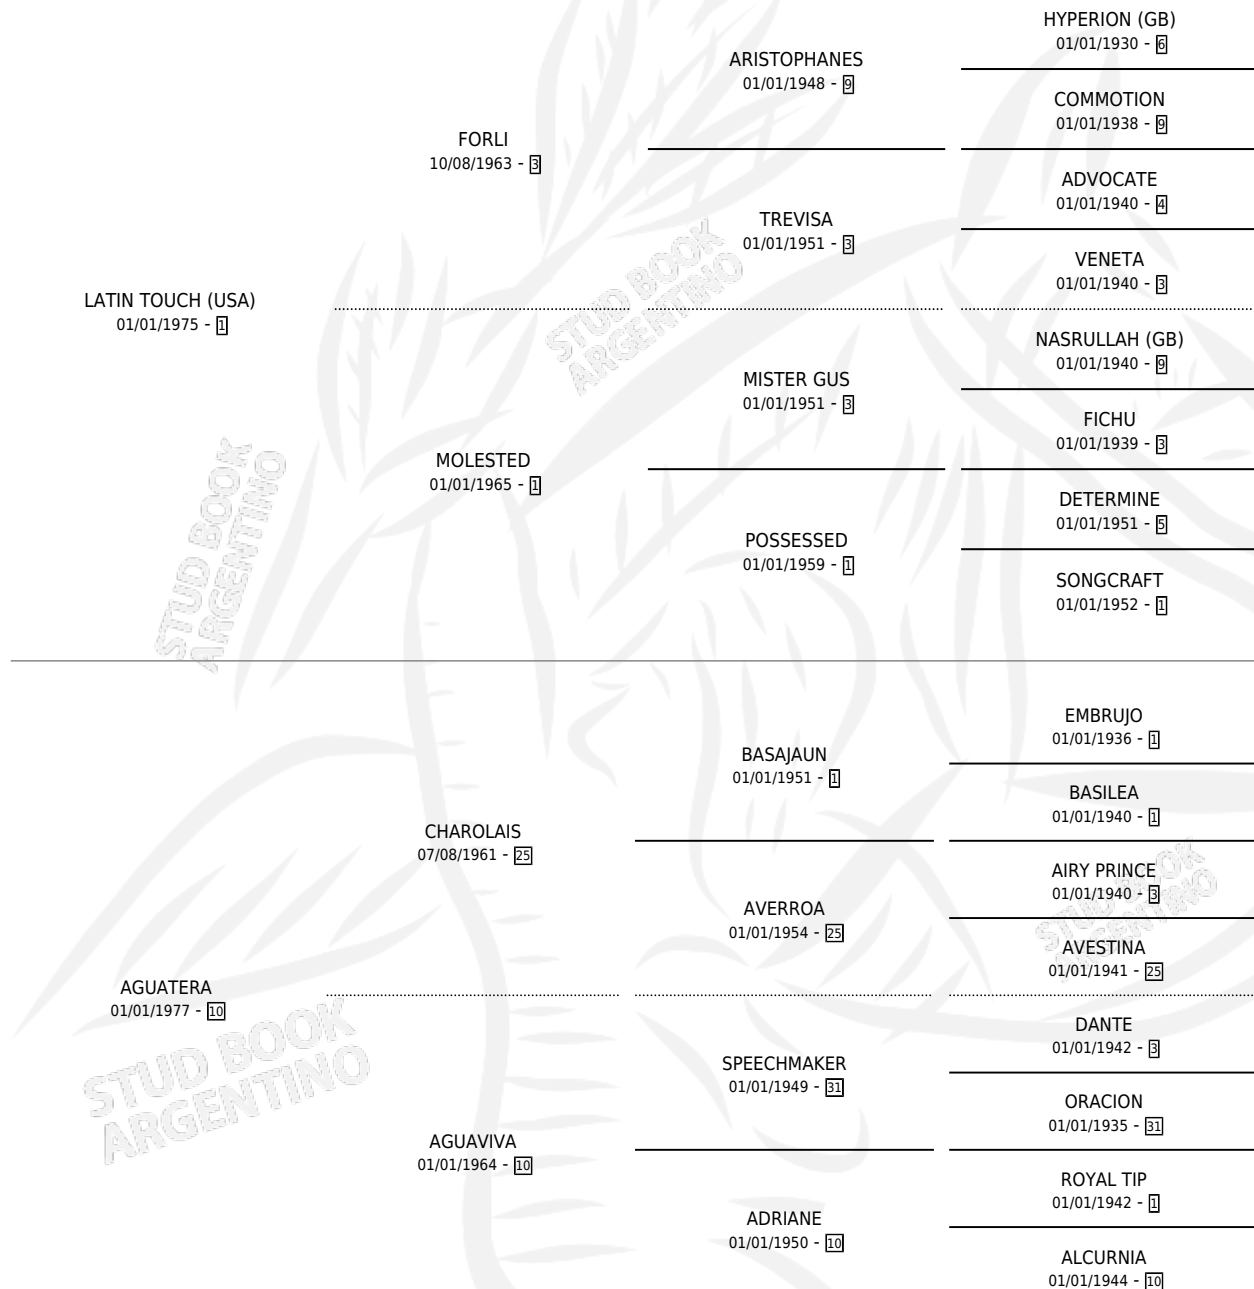 HYPERION (GB)
01/01/1930 - 6
ARISTOPHANES
01/01/1948 - 9
COMMOTION
01/01/1938 - 9
FORLI
10/08/1963 - 3
ADVOCATE
01/01/1940 - 4
TREVISA
01/01/1951 - 3
VENETA
01/01/1940 - 3
LATIN TOUCH (USA)
01/01/1975 - 1
NASRULLAH (GB)
01/01/1940 - 9
MISTER GUS
01/01/1951 - 3
FICHU
01/01/1939 - 3
MOLESTED
01/01/1965 - 1
DETERMINE
01/01/1951 - 5
POSSESSED
01/01/1959 - 1
SONGCRAFT
01/01/1952 - 1
EMBRUJO
01/01/1936 - 1
BASAJAUN
01/01/1951 - 1
BASILEA
01/01/1940 - 1
CHAROLAIS
07/08/1961 - 25
AIRY PRINCE
01/01/1940 - 3
AVERROA
01/01/1954 - 25
AVESTINA
01/01/1941 - 25
AGUATERA
01/01/1977 - 10
DANTE
01/01/1942 - 3
SPEECHMAKER
01/01/1949 - 31
ORACION
01/01/1935 - 31
AGUAVIVA
01/01/1964 - 10
ROYAL TIP
01/01/1942 - 1
ADRIANE
01/01/1950 - 10
ALCURNIA
01/01/1944 - 10
STUD BOOK
ARGENTINO
STUD BOOK
ARGENTINO
STUD BOOK
ARGENTINO
STUD BOOK
ARGENTINO